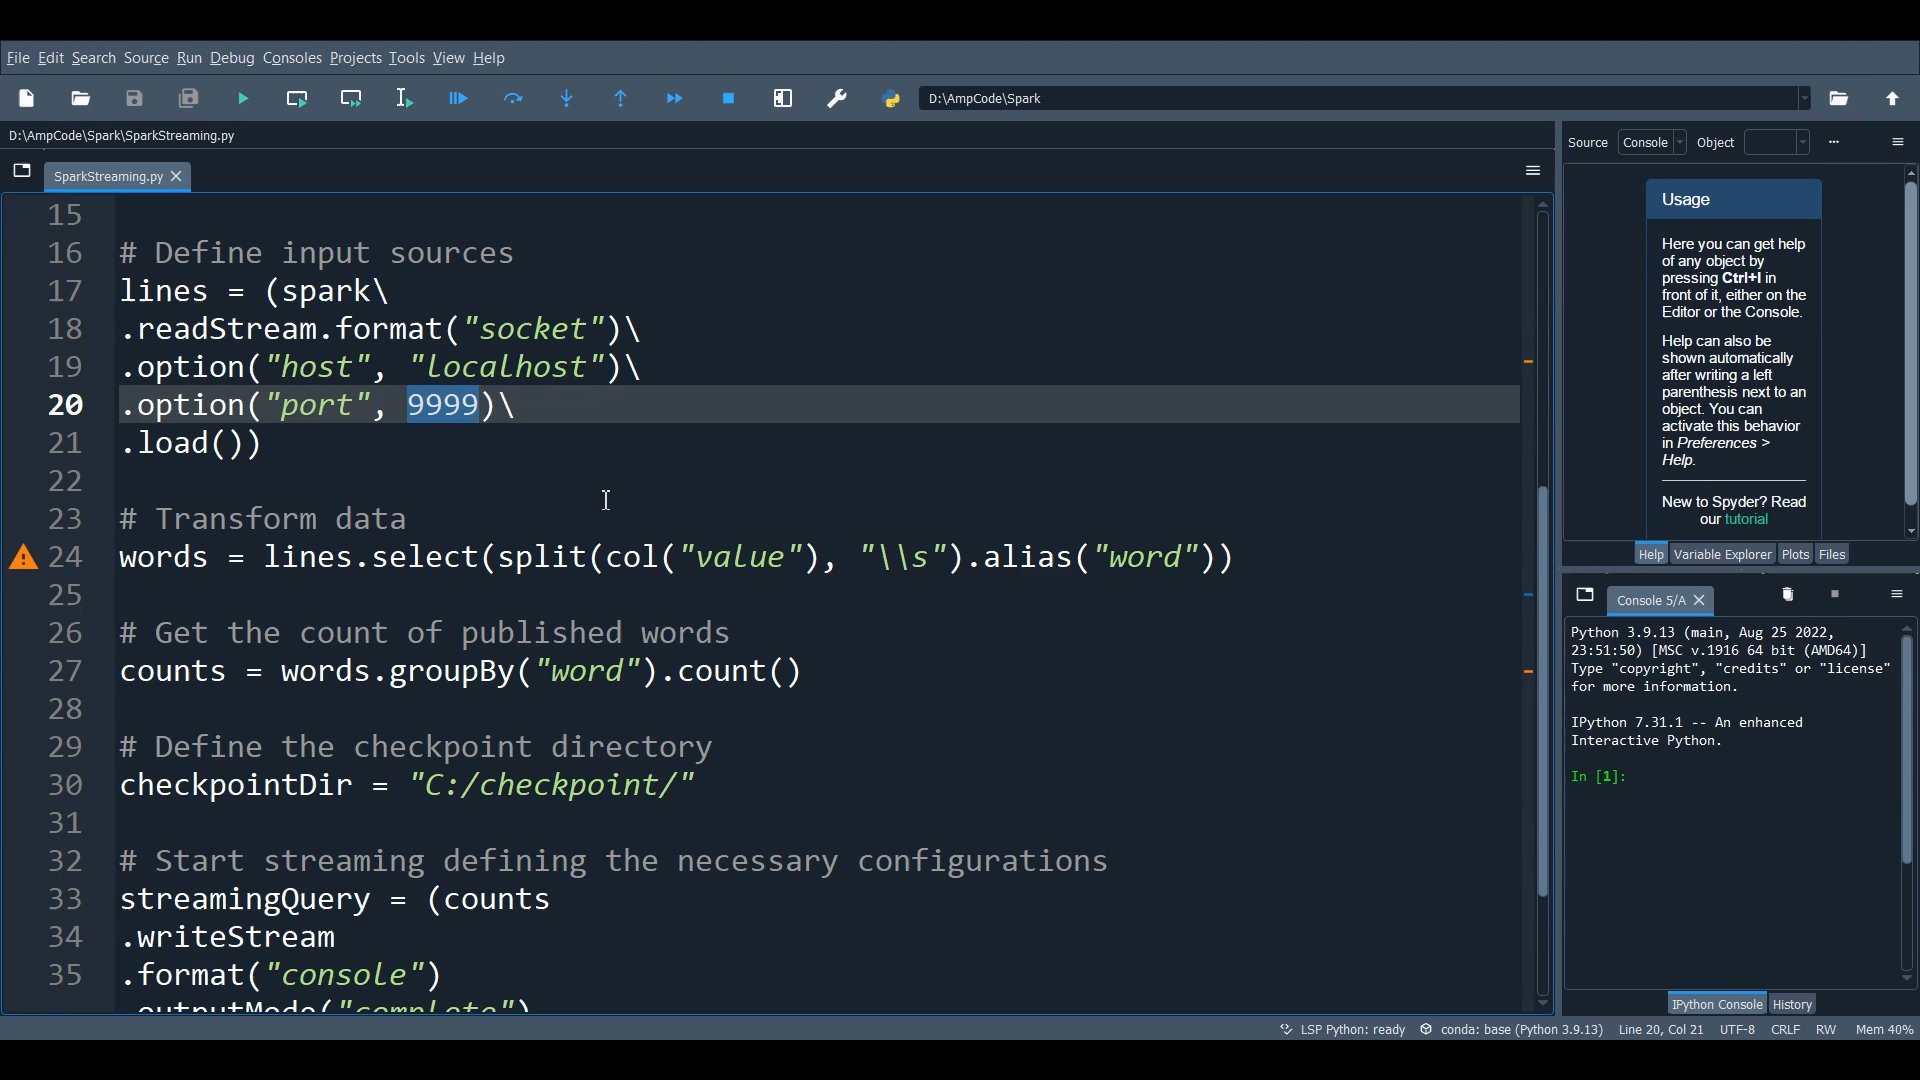 File Edit Search Source Run Debug Consoles Projects Tools View Help
D:\AmpCode\Spark
D:\AmpCode\Spark\SparkStreaming.py
SparkStreaming.py
15
16 # Define input sources
17 lines = (spark\
18 .readStream.format("socket")\
19 .option("host", "localhost")\
20 .option("port", 9999)\
21 .load())
22
23 # Transform data
24 words = lines.select(split(col("value"), "\\s").alias("word"))
25
26 # Get the count of published words
27 counts = words.groupBy("word").count()
28
29 # Define the checkpoint directory
30 checkpointDir = "C:/checkpoint/"
31
32 # Start streaming defining the necessary configurations
33 streamingQuery = (counts
34 .writeStream
35 .format("console")
.outputMode("complete")
Source Console Object
Usage
Here you can get help
of any object by
pressing Ctrl+I in
front of it, either on the
Editor or the Console.
Help can also be
shown automatically
after writing a left
parenthesis next to an
object. You can
activate this behavior
in Preferences >
Help.
New to Spyder? Read
our tutorial
Help Variable Explorer Plots Files
Console 5/A
Python 3.9.13 (main, Aug 25 2022,
23:51:50) [MSC v.1916 64 bit (AMD64)]
Type "copyright", "credits" or "license"
for more information.
IPython 7.31.1 -- An enhanced
Interactive Python.
In [1]:
IPython Console History
LSP Python: ready conda: base (Python 3.9.13) Line 20, Col 21 UTF-8 CRLF RW Mem 40%